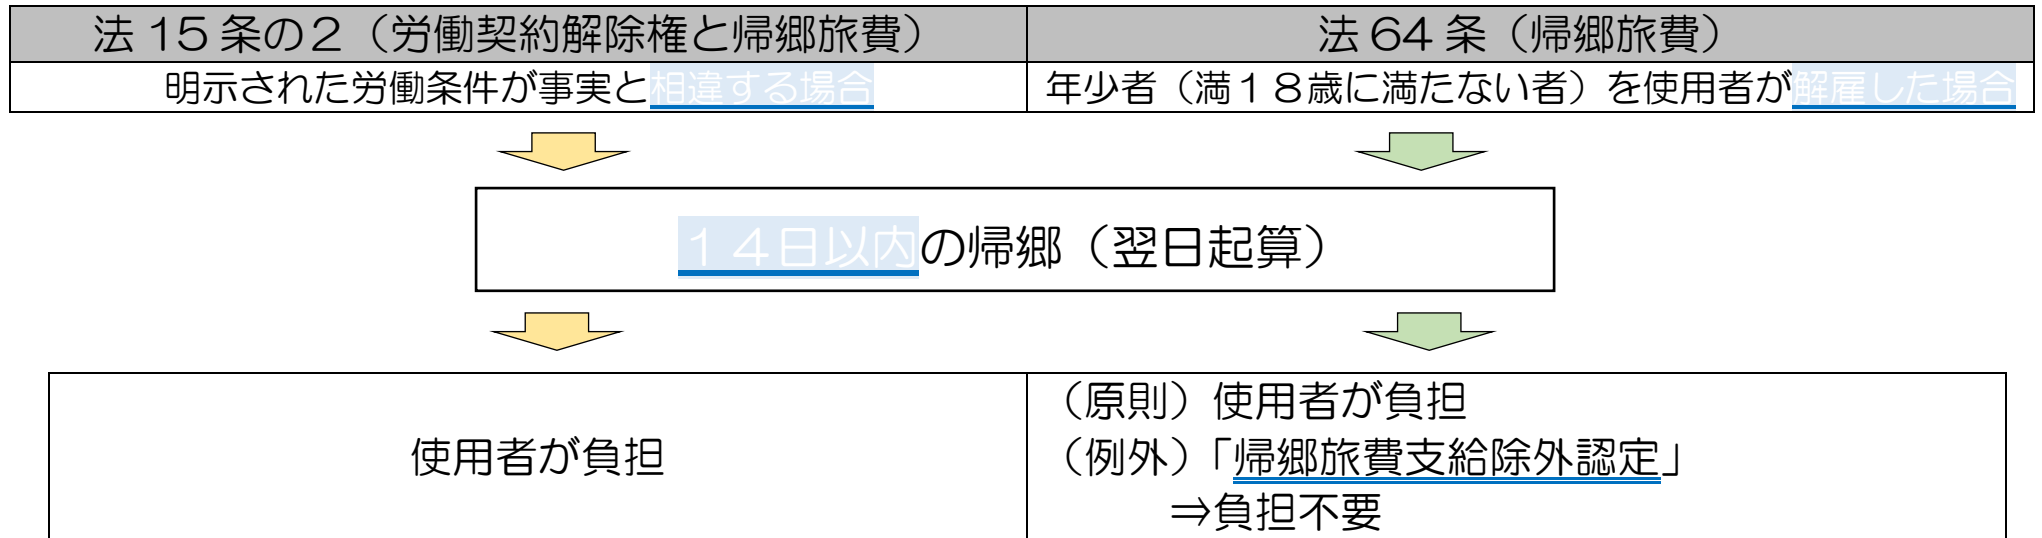 法 15 条の２（労働契約解除権と帰郷旅費）
法 64 条（帰郷旅費）
明示された労働条件が事実と相違する場合
年少者（満１８歳に満たない者）を使用者が解雇した場合
１４日以内の帰郷（翌日起算）
使用者が負担
（原則）使用者が負担
（例外）「帰郷旅費支給除外認定」
⇒負担不要